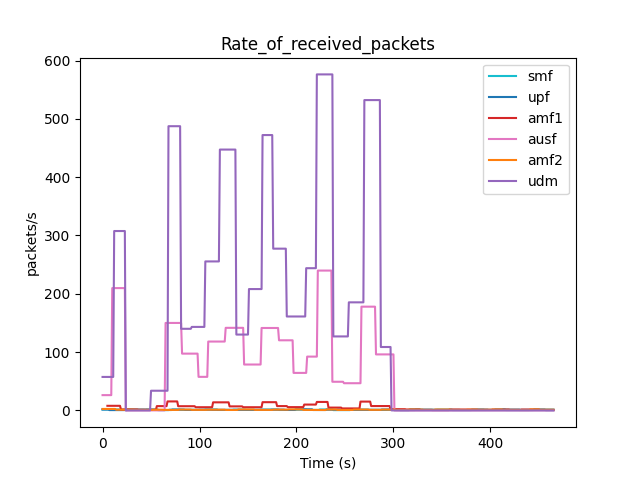 Rate_of_received_packets
packets/s
600
500
400
300
200
100
0
0 100 200 300 400
Time (s)
smf
upf
amf1
ausf
amf2
udm